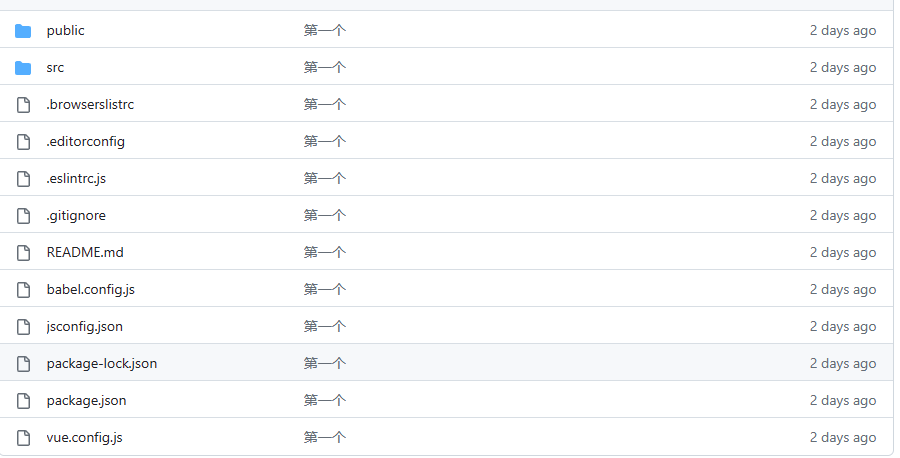 public 第一个 2 days ago
src 第一个 2 days ago
.browserslistrc 第一个 2 days ago
.editorconfig 第一个 2 days ago
.eslintrc.js 第一个 2 days ago
.gitignore 第一个 2 days ago
README.md 第一个 2 days ago
babel.config.js 第一个 2 days ago
jsconfig.json 第一个 2 days ago
package-lock.json 第一个 2 days ago
package.json 第一个 2 days ago
vue.config.js 第一个 2 days ago